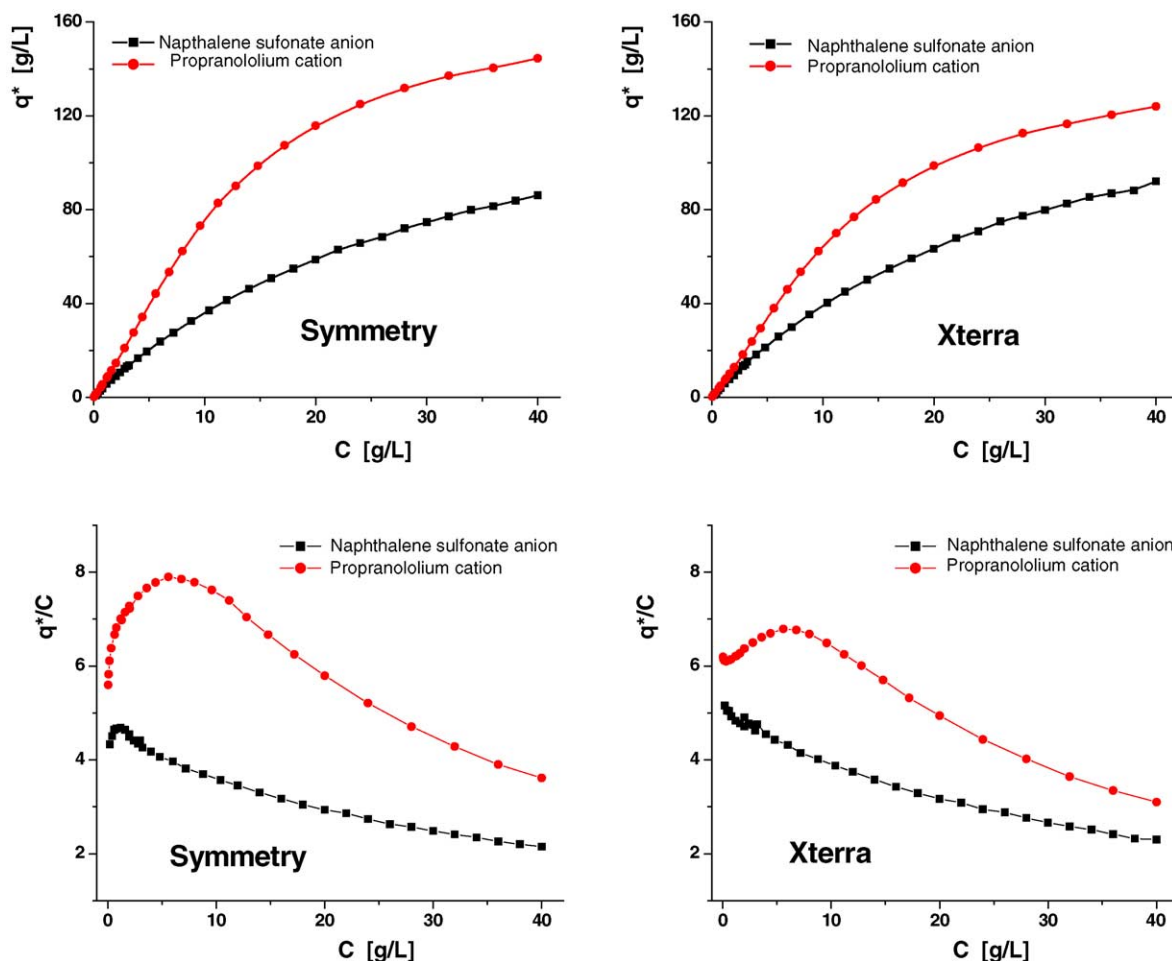 q* [g/L]
160
120
80
40
0
Napthalene sufonate anion
Propranololium cation
Symmetry
0 10 20 30 40
C [g/L]
q* [g/L]
160
120
80
40
0
Naphthalene sulfonate anion
Propranololium cation
Xterra
0 10 20 30 40
C [g/L]
q*/C
8
6
4
2
Naphthalene sulfonate anion
Propranololium cation
Symmetry
0 10 20 30 40
C [g/L]
q*/C
8
6
4
2
Naphthalene sulfonate anion
Propranololium cation
Xterra
0 10 20 30 40
C [g/L]